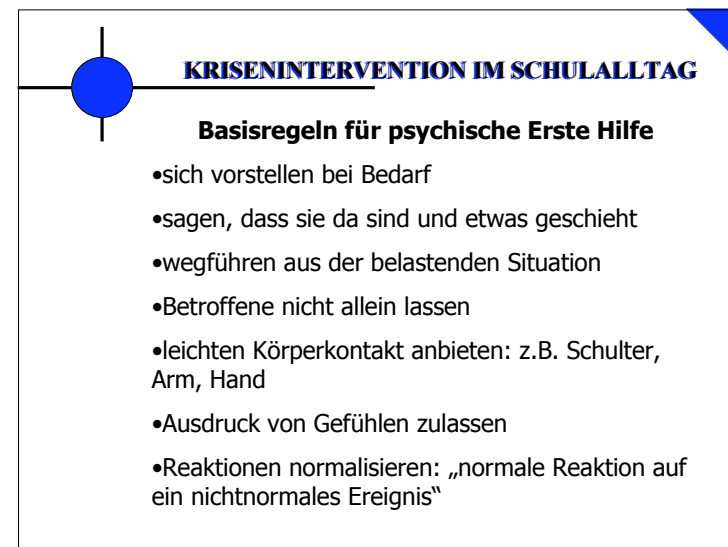 KRISENINTERVENTION IM SCHULALLTAG
Basisregeln für psychische Erste Hilfe
•sich vorstellen bei Bedarf
•sagen, dass sie da sind und etwas geschieht
•wegführen aus der belastenden Situation
•Betroffene nicht allein lassen
•leichten Körperkontakt anbieten: z.B. Schulter,
Arm, Hand
•Ausdruck von Gefühlen zulassen
•Reaktionen normalisieren: „normale Reaktion auf
ein nichtnormales Ereignis“